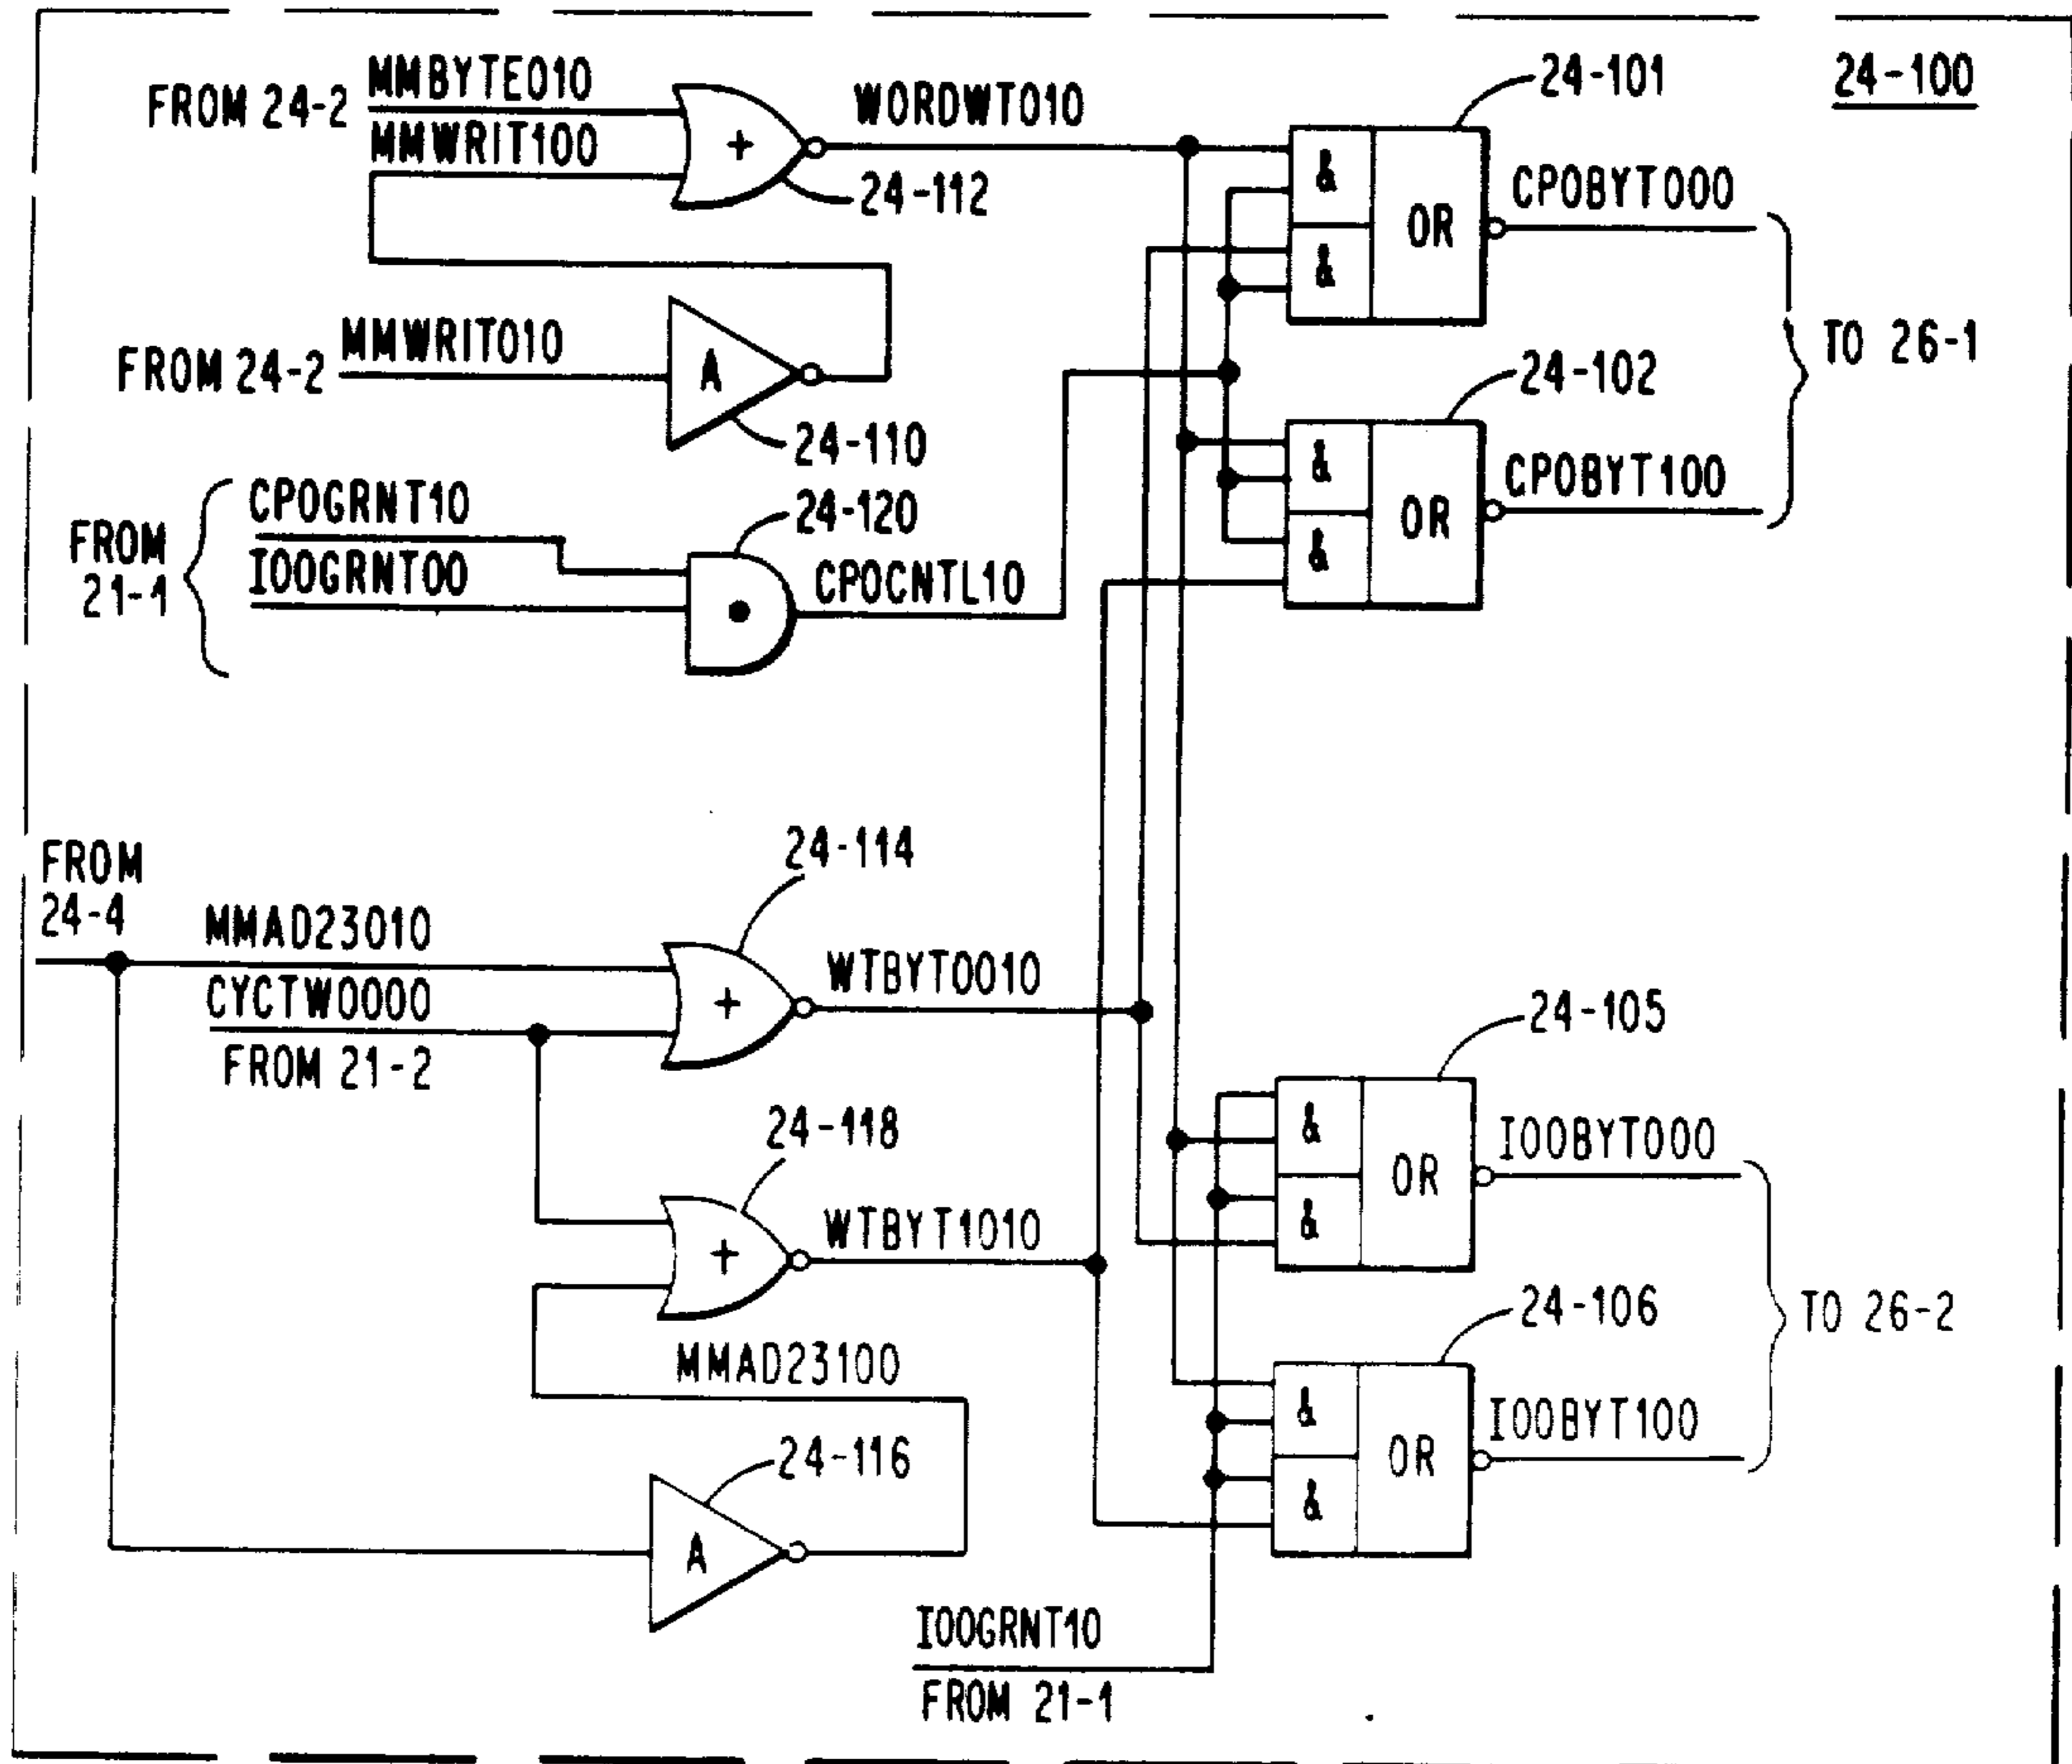 24-100
FROM 24-2
MMBYTE010
MMWRIT100
+
WORDWT010
24-112
24-101
&
&
OR
CPOBYT000
FROM 24-2
MMWRIT010
A
24-110
TO 26-1
24-102
&
&
OR
CPOBYT100
FROM
21-1
CPOGRNT10
IOOGRNT00
24-120
CPOCNTL10
FROM
24-4
MMAD23010
CYCTWO000
FROM 21-2
24-114
+
WTBYT0010
24-118
+
WTBYT1010
MMAD23100
24-116
A
24-105
&
&
OR
IOOBYT000
TO 26-2
24-106
&
&
OR
IOOBYT100
IOOGRNT10
FROM 21-1